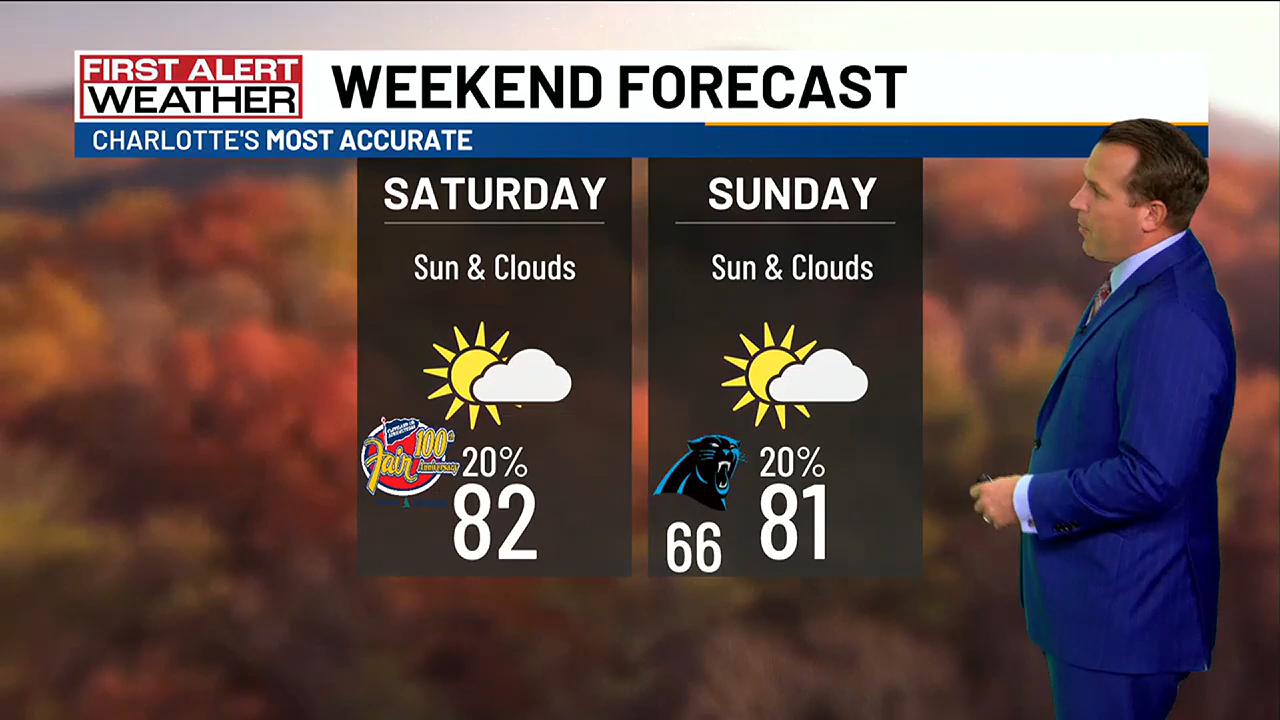 FIRST ALERT
WEATHER
WEEKEND FORECAST
CHARLOTTE'S MOST ACCURATE
SATURDAY
Sun & Clouds
Fair
100th
Anniversary
20%
82
SUNDAY
Sun & Clouds
20%
66
81